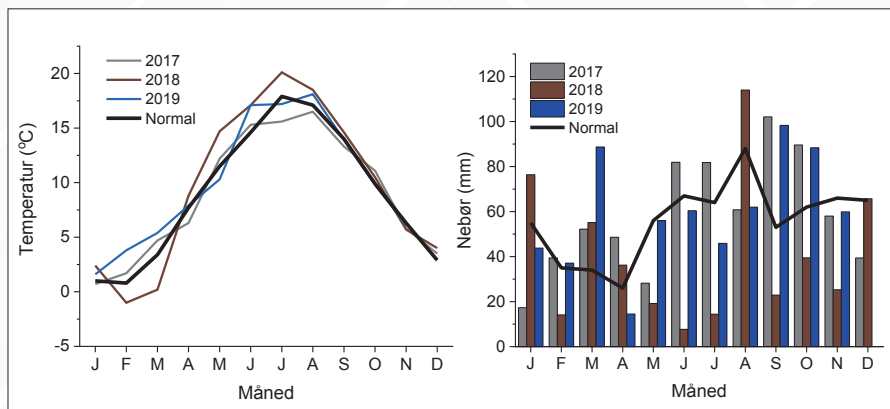 2017
2018
2019
Normal
Temperatur (ºC)
20
15
10
5
0
-5
J F M A M J J A S O N D
Måned
2017
2018
2019
Normal
Nebør (mm)
120
100
80
60
40
20
0
J F M A M J J A S O N D
Måned